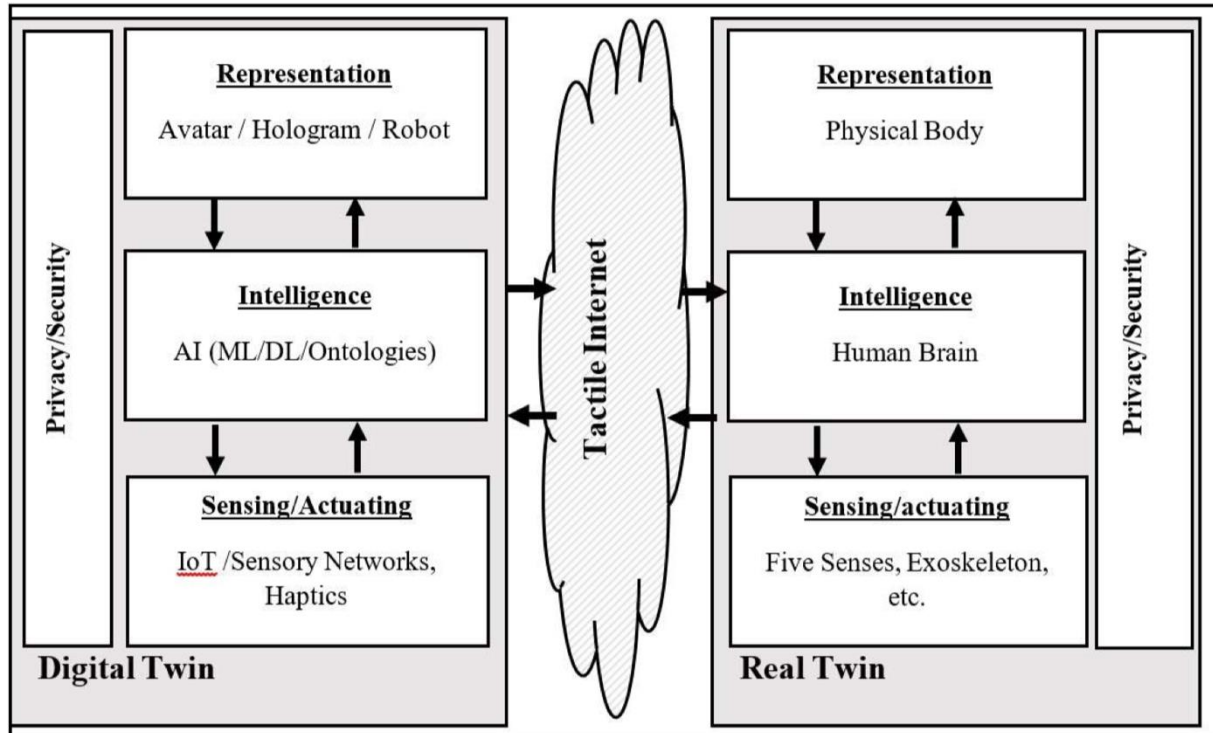 Privacy/Security
Representation
Avatar / Hologram / Robot
Intelligence
AI (ML/DL/Ontologies)
Sensing/Actuating
IoT /Sensory Networks,
Haptics
Digital Twin
Tactile Internet
Representation
Physical Body
Intelligence
Human Brain
Sensing/actuating
Five Senses, Exoskeleton,
etc.
Privacy/Security
Real Twin